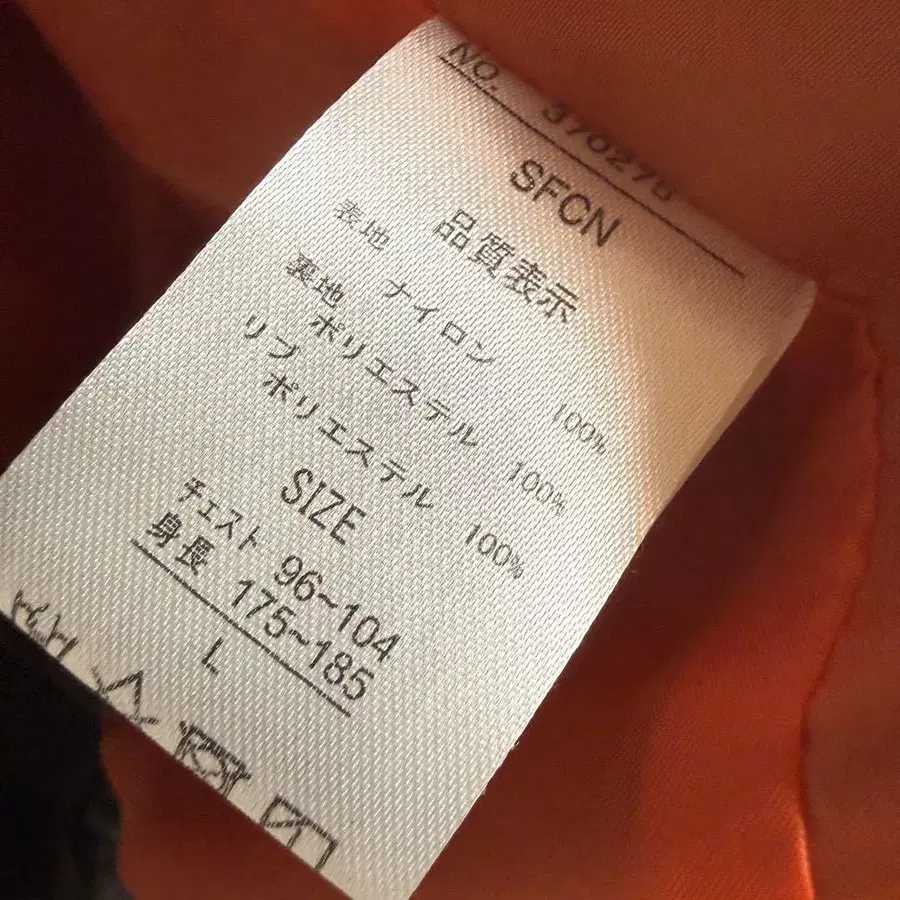 NO. 370276
SFCN
品質表示
表地 ナイロン 100%
裏地 ポリエステル 100%
リブ ポリエステル 100%
SIZE
チェスト 96~104
身長 175~185
L